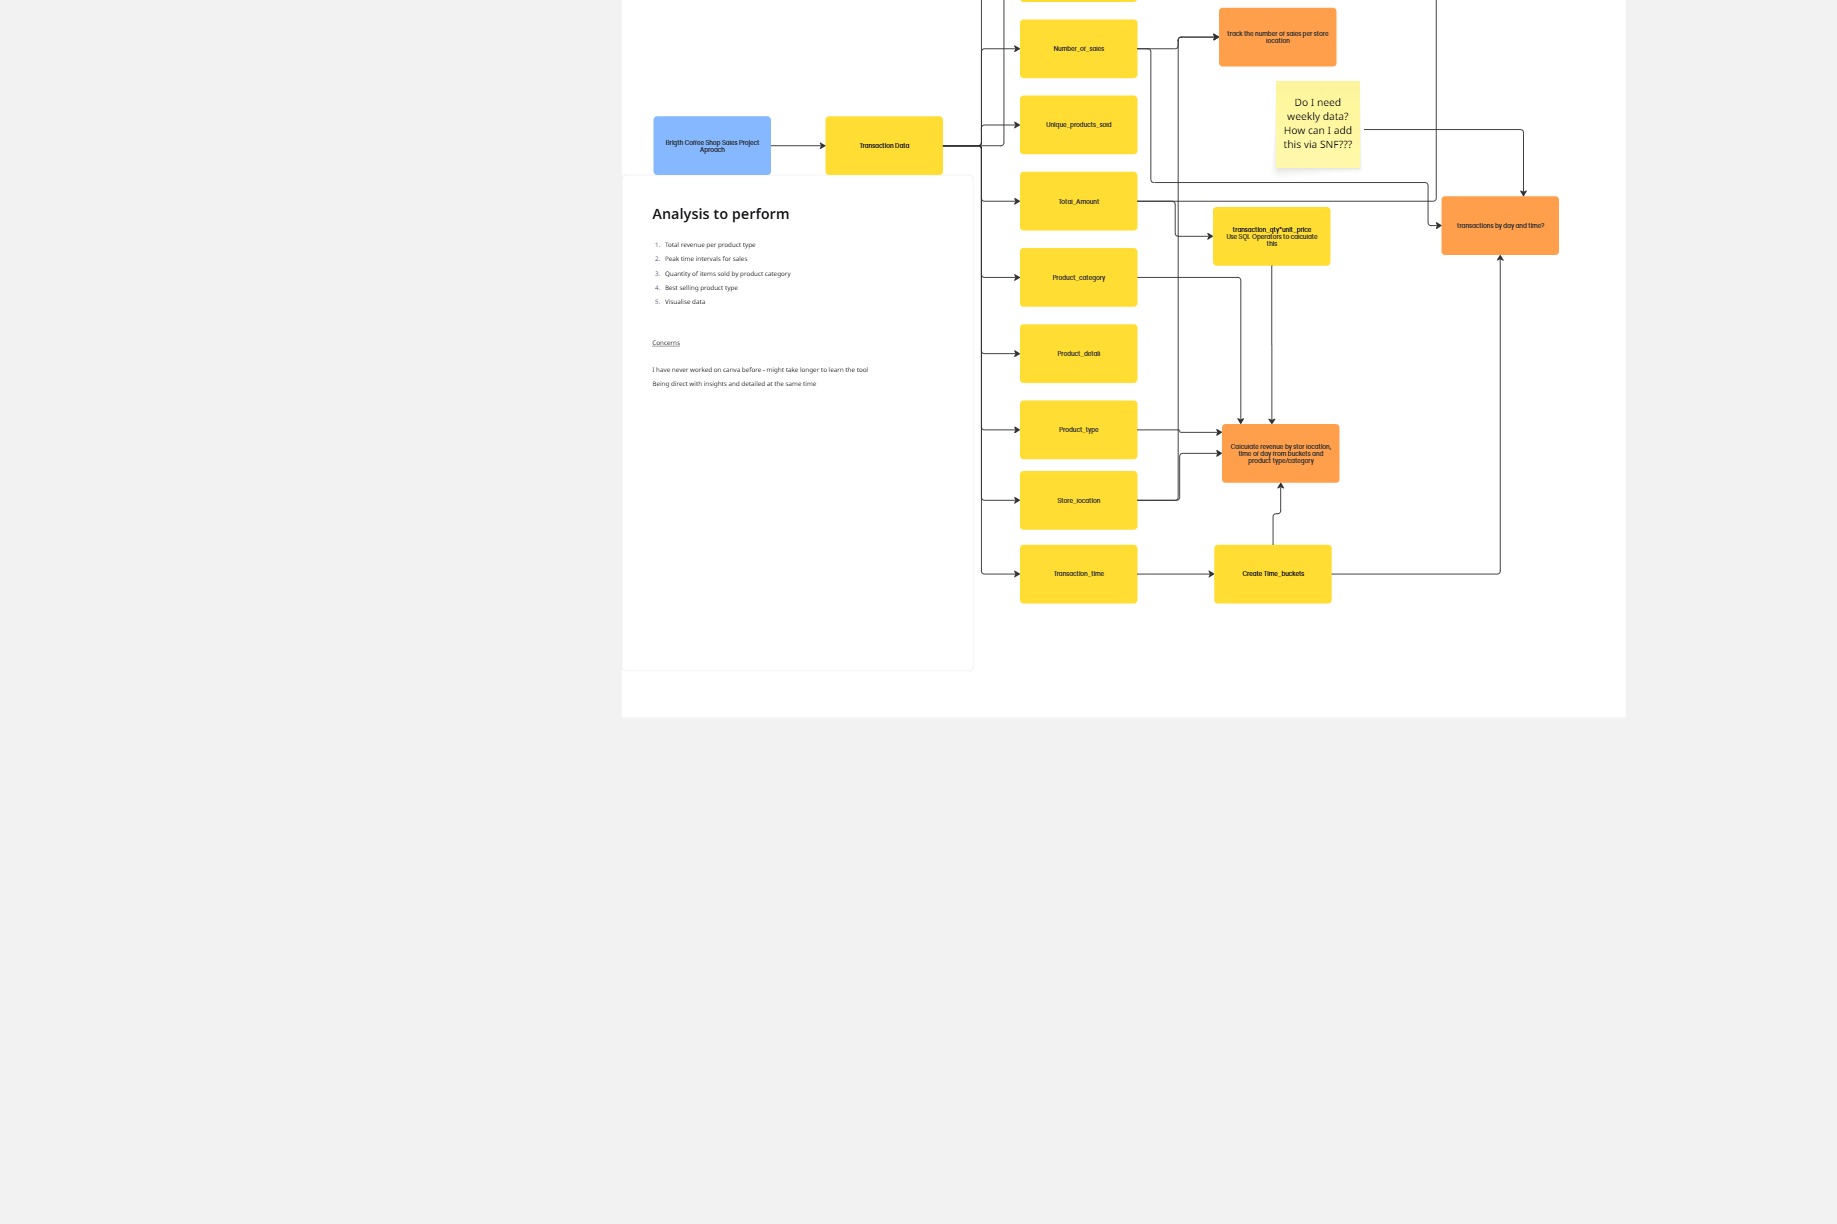 Number_of_sales
track the number of sales per store
location
Do I need
weekly data?
How can I add
this via SNF???
Unique_products_sold
Brigth Coffee Shop Sales Project
Aproach
Transaction Data
Analysis to perform
1. Total revenue per product type
2. Peak time intervals for sales
3. Quantity of items sold by product category
4. Best selling product type
5. Visualise data
Concerns
I have never worked on canva before - might take longer to learn the tool
Being direct with insights and detailed at the same time
Total_Amount
transaction_qty*unit_price
Use SQL Operators to calculate
this
transactions by day and time?
Product_category
Product_detail
Product_type
Calculate revenue by stor location,
time of day from buckets and
product type/category
Store_location
Transaction_time
Create Time_buckets